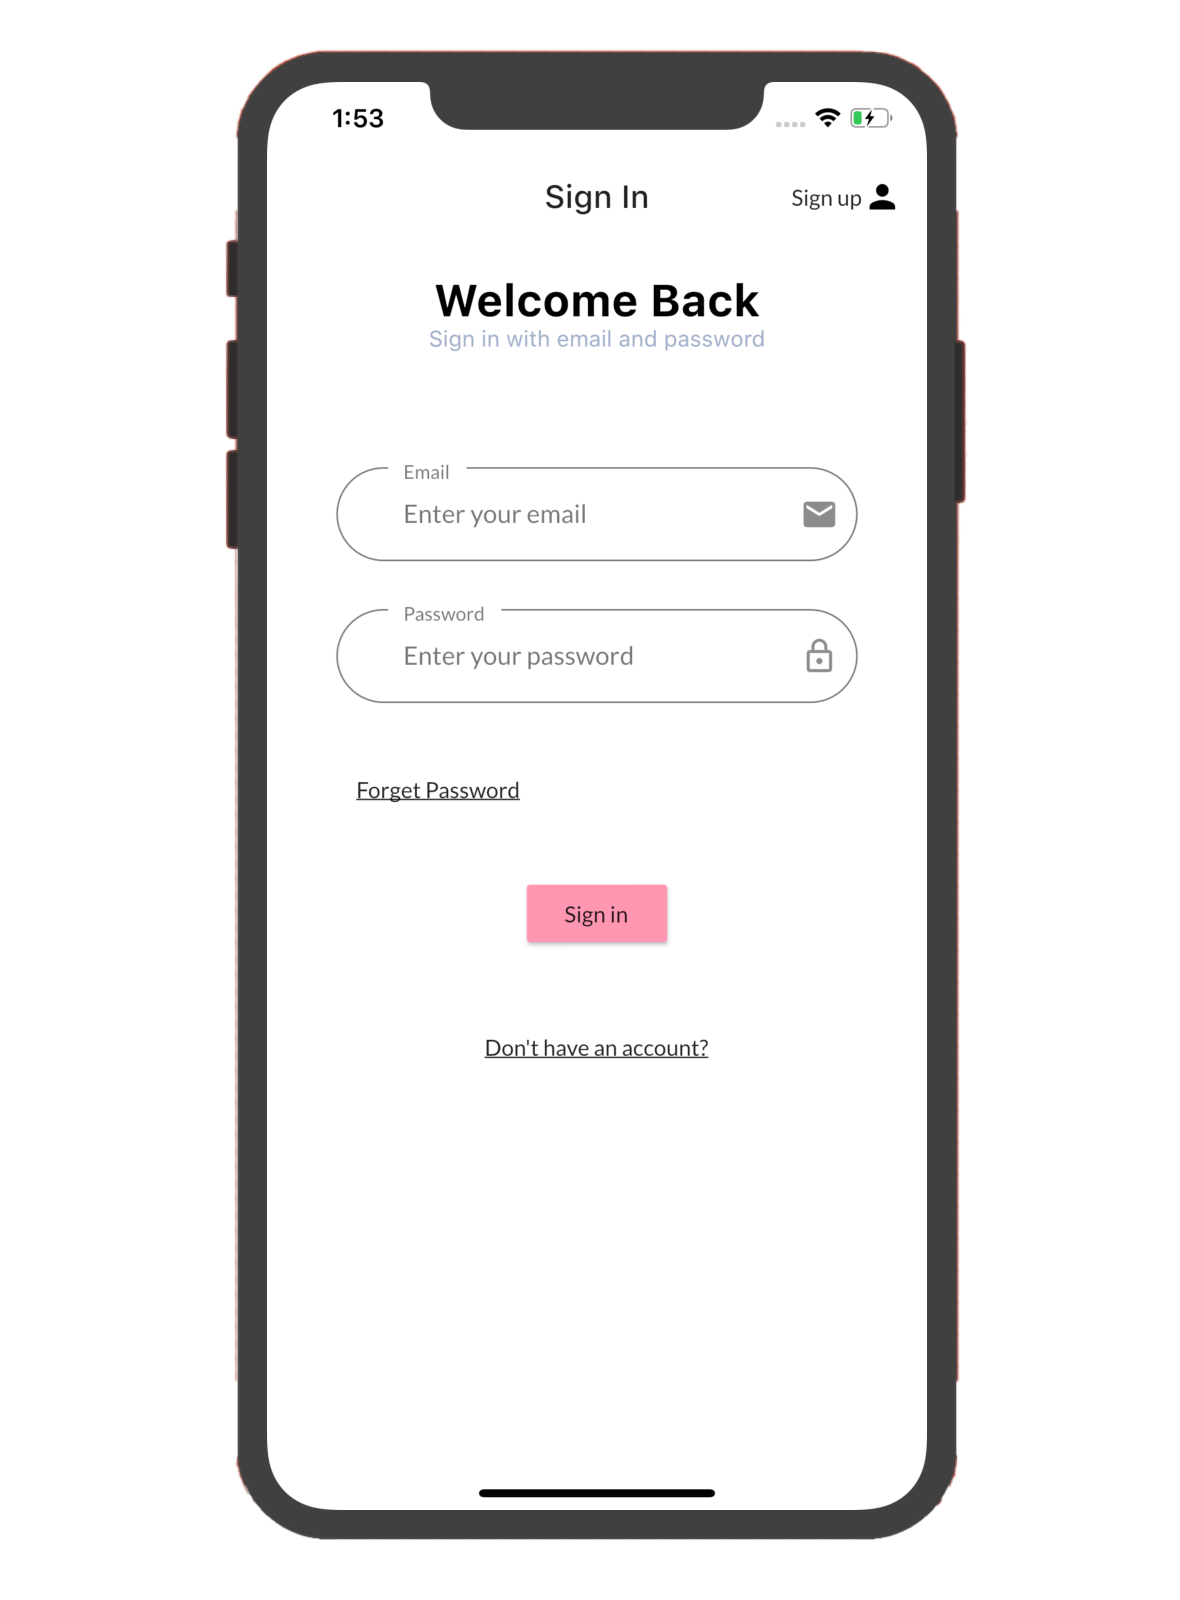 1:53
Sign In
Sign up
Welcome Back
Sign in with email and password
Email
Enter your email
Password
Enter your password
Forget Password
Sign in
Don't have an account?